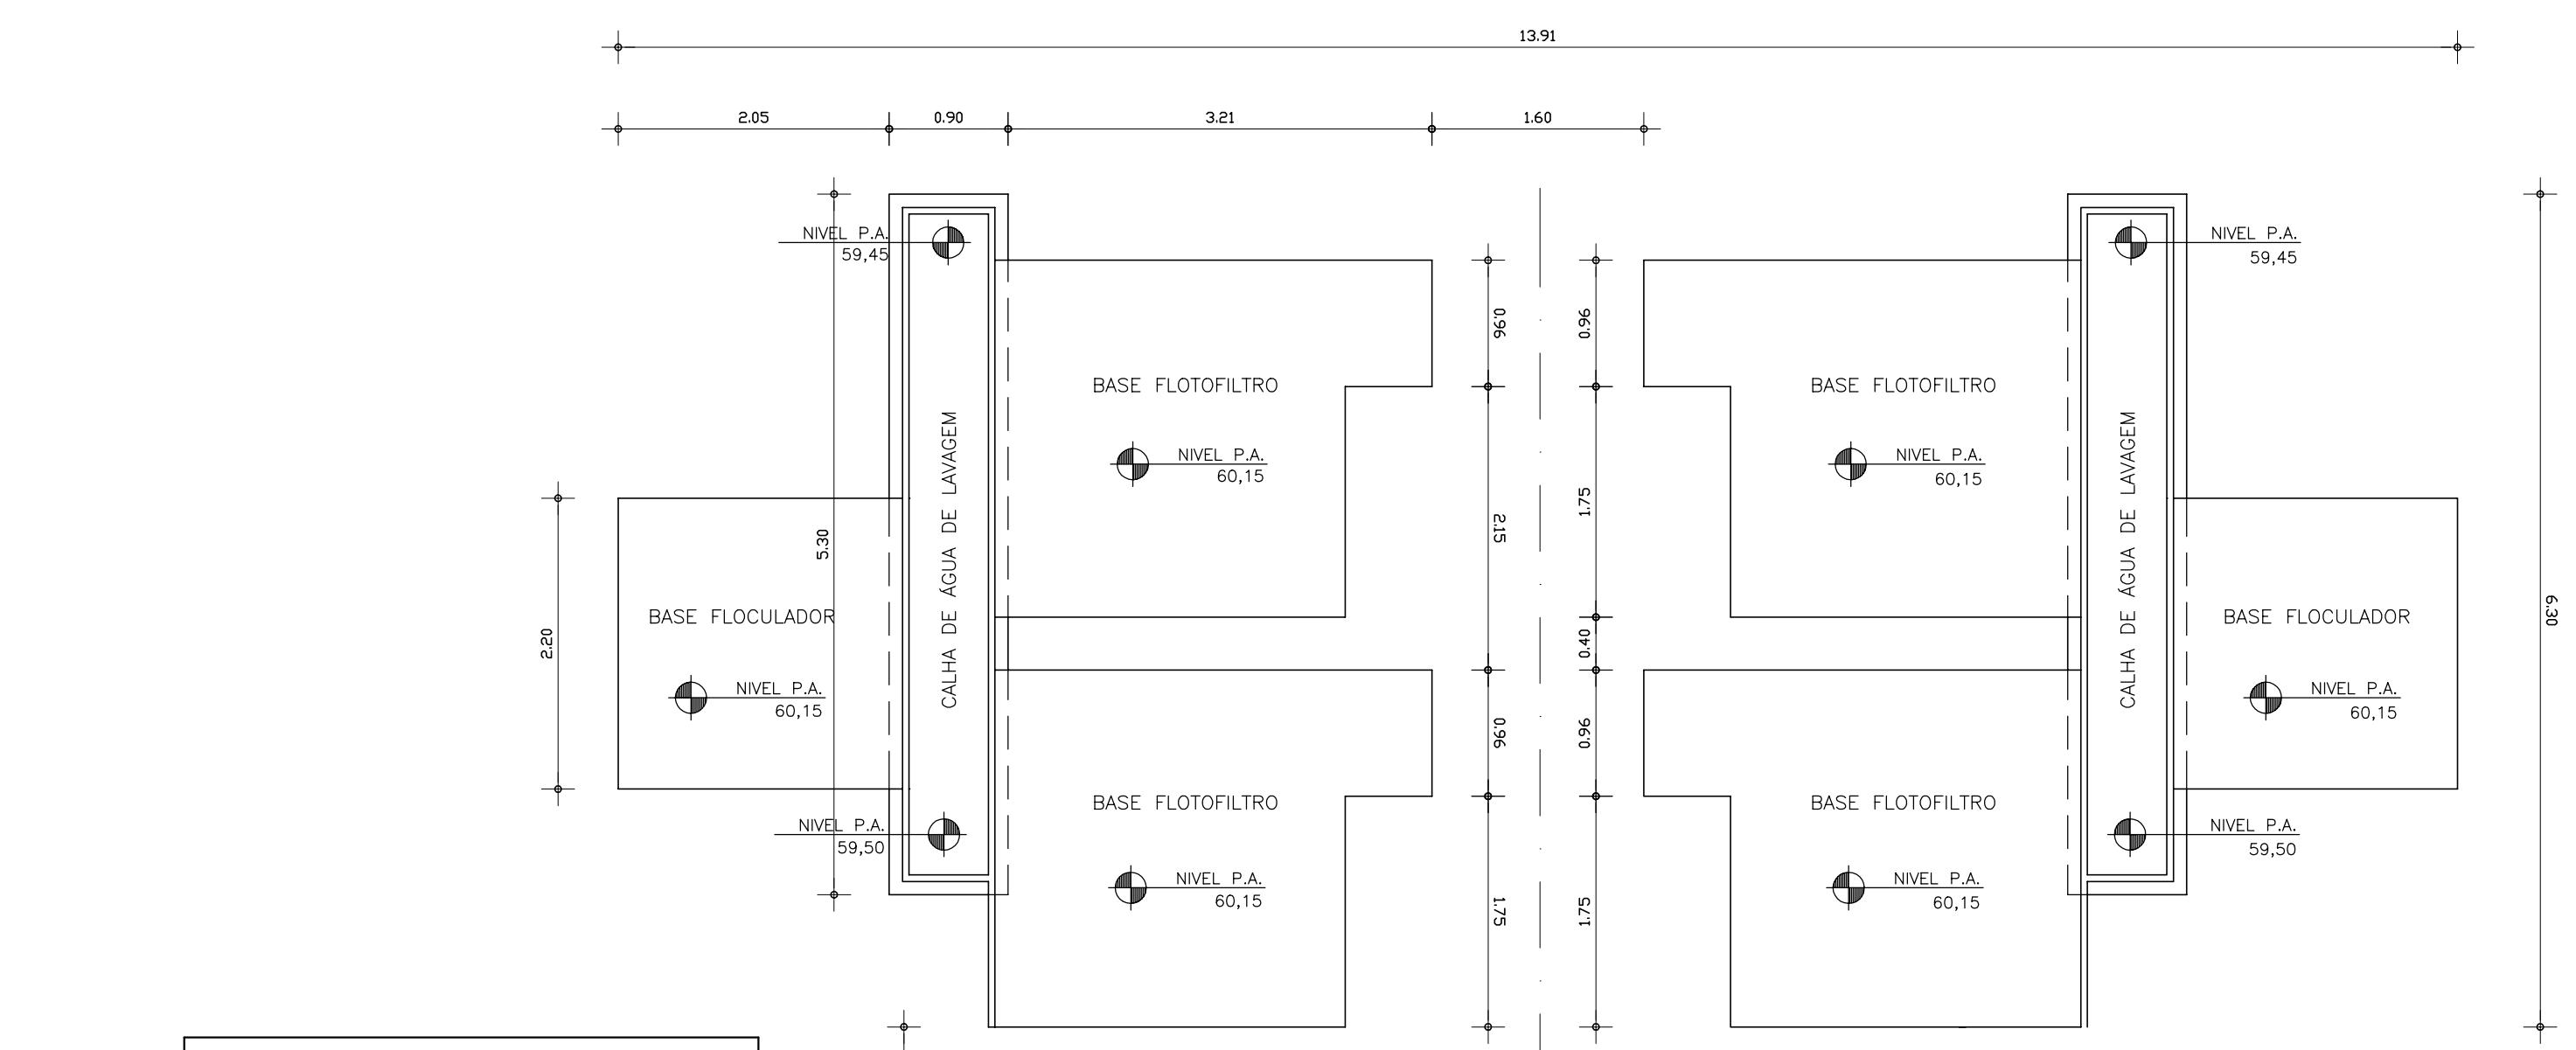 13.91
2.05
0.90
3.21
1.60
NIVEL P.A.
59,45
NIVEL P.A.
59,45
0.96
0.96
BASE FLOTOFILTRO
BASE FLOTOFILTRO
NIVEL P.A.
60,15
NIVEL P.A.
60,15
CALHA DE ÁGUA DE LAVAGEM
CALHA DE ÁGUA DE LAVAGEM
5.30
2.15
1.75
BASE FLOCULADOR
BASE FLOCULADOR
6.30
2.20
0.40
NIVEL P.A.
60,15
NIVEL P.A.
60,15
0.96
0.96
BASE FLOTOFILTRO
BASE FLOTOFILTRO
NIVEL P.A.
59,50
NIVEL P.A.
59,50
NIVEL P.A.
60,15
NIVEL P.A.
60,15
1.75
1.75